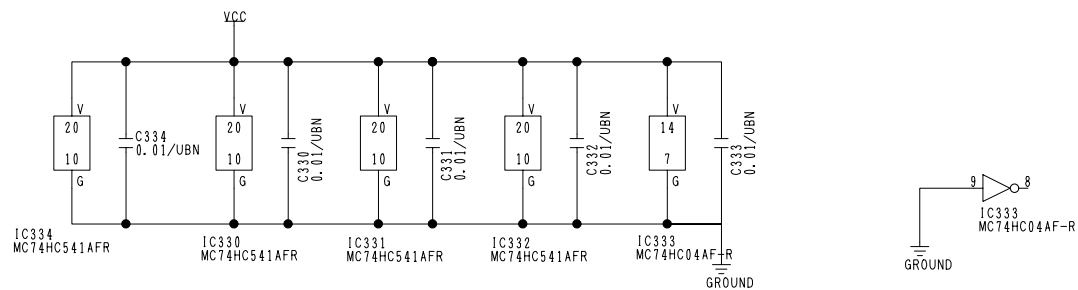 VCC
V
20
10
G
C334
0.01/UBN
V
20
10
G
C330
0.01/UBN
V
20
10
G
C331
0.01/UBN
V
20
10
G
C332
0.01/UBN
V
14
7
G
C333
0.01/UBN
IC334
MC74HC541AFR
IC330
MC74HC541AFR
IC331
MC74HC541AFR
IC332
MC74HC541AFR
IC333
MC74HC04AF-R
GROUND
9
8
IC333
MC74HC04AF-R
GROUND